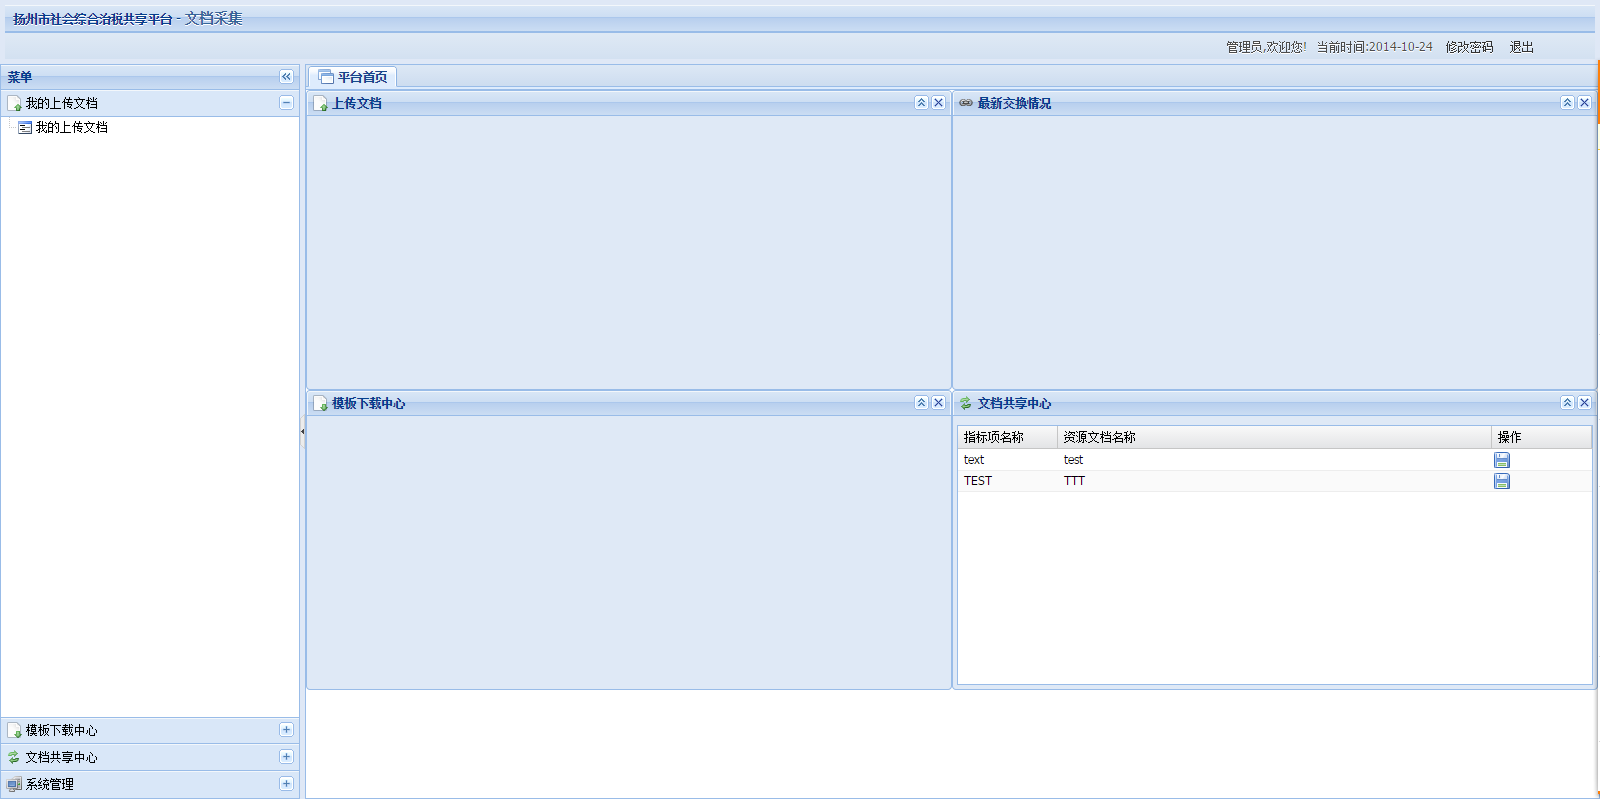 扬州市社会综合治税共享平台 - 文档采集
管理员,欢迎您! 当前时间:2014-10-24 修改密码 退出
菜单
我的上传文档
我的上传文档
模板下载中心
文档共享中心
系统管理
平台首页
上传文档
最新交换情况
模板下载中心
文档共享中心
指标项名称 资源文档名称 操作
text test
TEST TTT